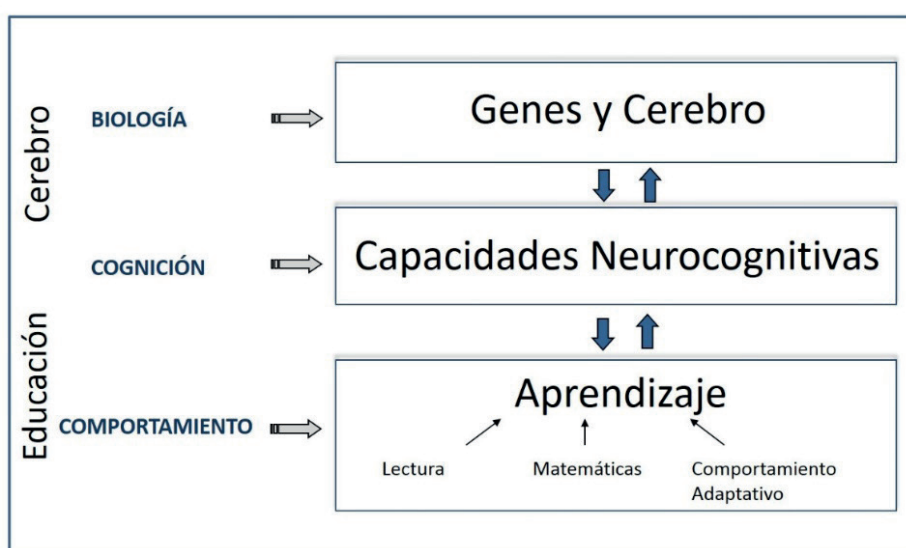 Cerebro
BIOLOGÍA
Genes y Cerebro
COGNICIÓN
Capacidades Neurocognitivas
Educación
COMPORTAMIENTO
Aprendizaje
Lectura
Matemáticas
Comportamiento
Adaptativo